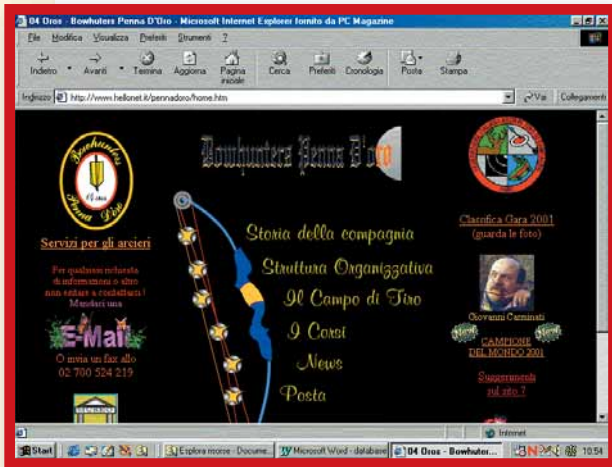 04 Oros - Bowhunters Penna D'Oro - Microsoft Internet Explorer fornito da PC Magazine
File Modifica Visualizza Preferiti Strumenti ?
Indietro Avanti Termina Aggiorna Pagina iniziale Cerca Preferiti Cronologia Posta Stampa
Indirizzo http://www.hellonet.it/pennadoro/home.htm Vai Collegamenti
Bowhunters
Penna D'Oro
Servizi per gli arcieri
Per qualsiasi richiesta
di informazioni o altro
non esitare a contattarci !
Mandaci una
E-Mail
O invia un fax allo
02 700 524 219
Bowhunters Penna D'oro
Storia della compagnia
Struttura Organizzativa
Il Campo di Tiro
I Corsi
News
Posta
Classifica Gara 2001
(guarda le foto)
Giovanni Carminati
New
New
CAMPIONE
DEL MONDO 2001
Suggerimenti
sul sito ?
Internet
Start
Esplora risorse - Docume...
Microsoft Word - database
04 Oros - Bowhunter...
10.54